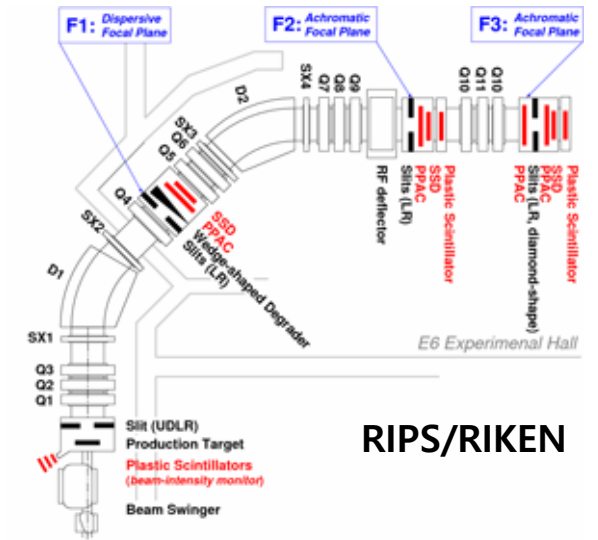 F1: Dispersive
Focal Plane
F2: Achromatic
Focal Plane
F3: Achromatic
Focal Plane
D2
SX4
Q7
Q8
Q9
Q10
Q11
Q10
SX3
Q6
Q5
Q4
SX2
D1
SX1
Q3
Q2
Q1
RF deflector
Slits (LR)
PPAC
SSD
Plastic Scintillator
PPAC
Slits (LR, diamond-shape)
PPAC
SSD
Plastic Scintillator
SSD
PPAC
Wedge-shaped Degrader
Slits (LR)
E6 Experimenal Hall
Slit (UDLR)
Production Target
Plastic Scintillators
(beam-intensity monitor)
Beam Swinger
RIPS/RIKEN